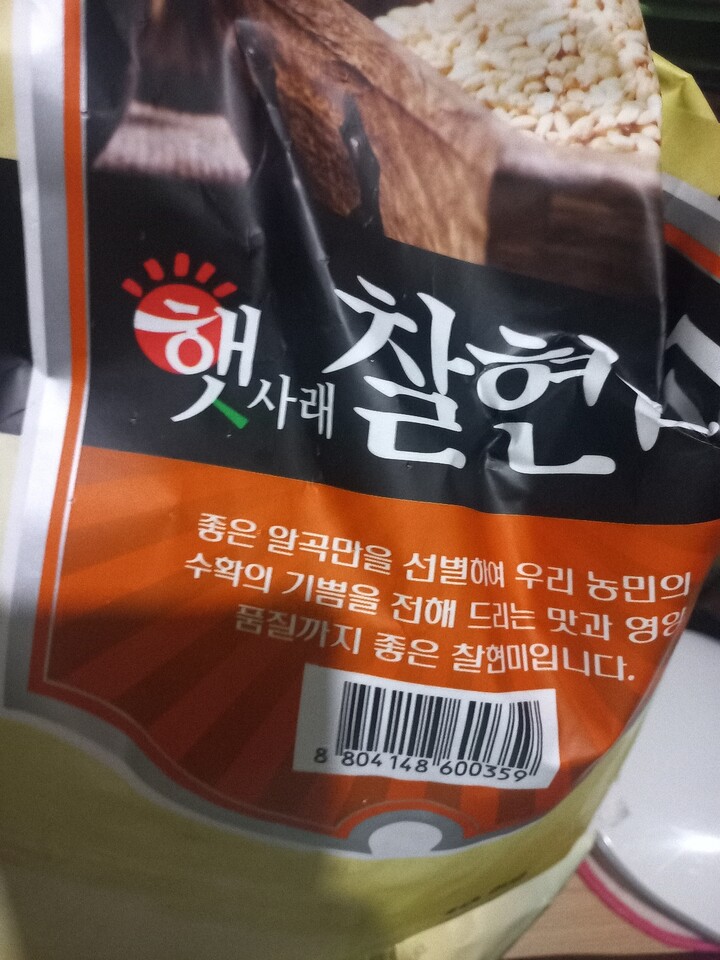 햇사래 찰현
좋은 알곡만을 선별하여 우리 농민의
수확의 기쁨을 전해 드리는 맛과 영양
품질까지 좋은 찰현미입니다.
8 804148 600359